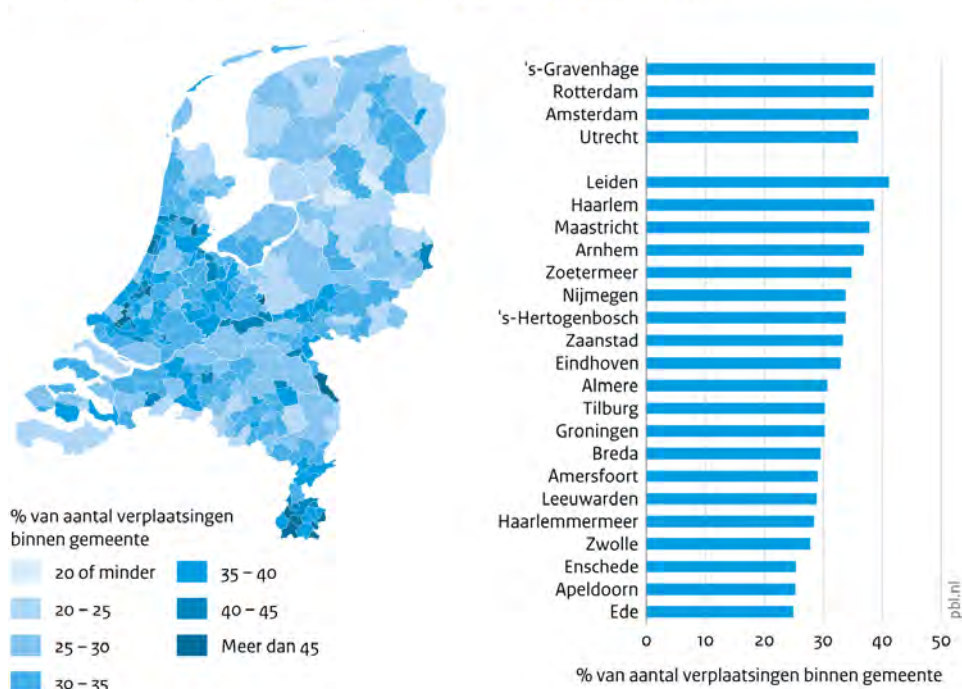 's-Gravenhage
Rotterdam
Amsterdam
Utrecht
Leiden
Haarlem
Maastricht
Arnhem
Zoetermeer
Nijmegen
's-Hertogenbosch
Zaanstad
Eindhoven
Almere
Tilburg
Groningen
Breda
Amersfoort
Leeuwarden
Haarlemmermeer
Zwolle
Enschede
Apeldoorn
Ede
0 10 20 30 40 50
% van aantal verplaatsingen binnen gemeente
pbl.nl
% van aantal verplaatsingen
binnen gemeente
20 of minder
20 – 25
25 – 30
30 – 35
35 – 40
40 – 45
Meer dan 45